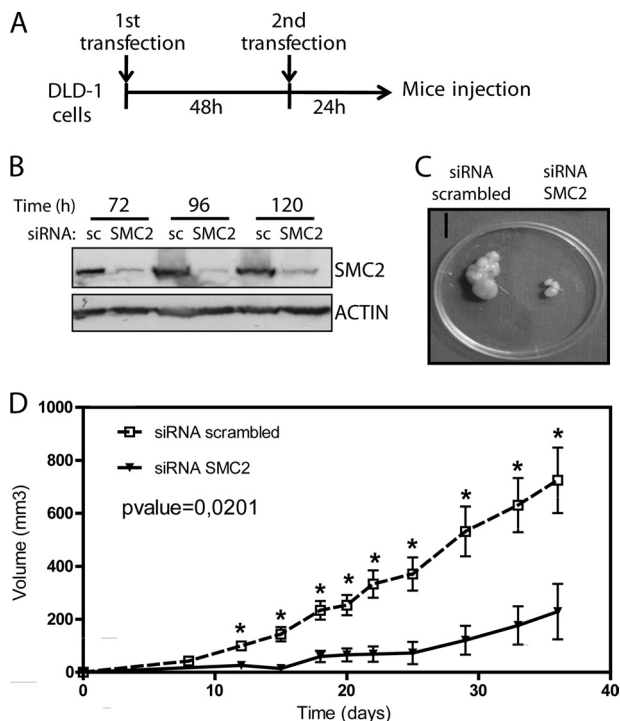 A
1st
transfection
2nd
transfection
DLD-1
cells
48h
24h
Mice injection
B
Time (h) 72 96 120
siRNA: sc SMC2 sc SMC2 sc SMC2
SMC2
ACTIN
C
siRNA
scrambled
siRNA
SMC2
D
1000
800
600
400
200
0
Volume (mm3)
siRNA scrambled
siRNA SMC2
pvalue=0,0201
* * * * * * * * *
0 10 20 30 40
Time (days)